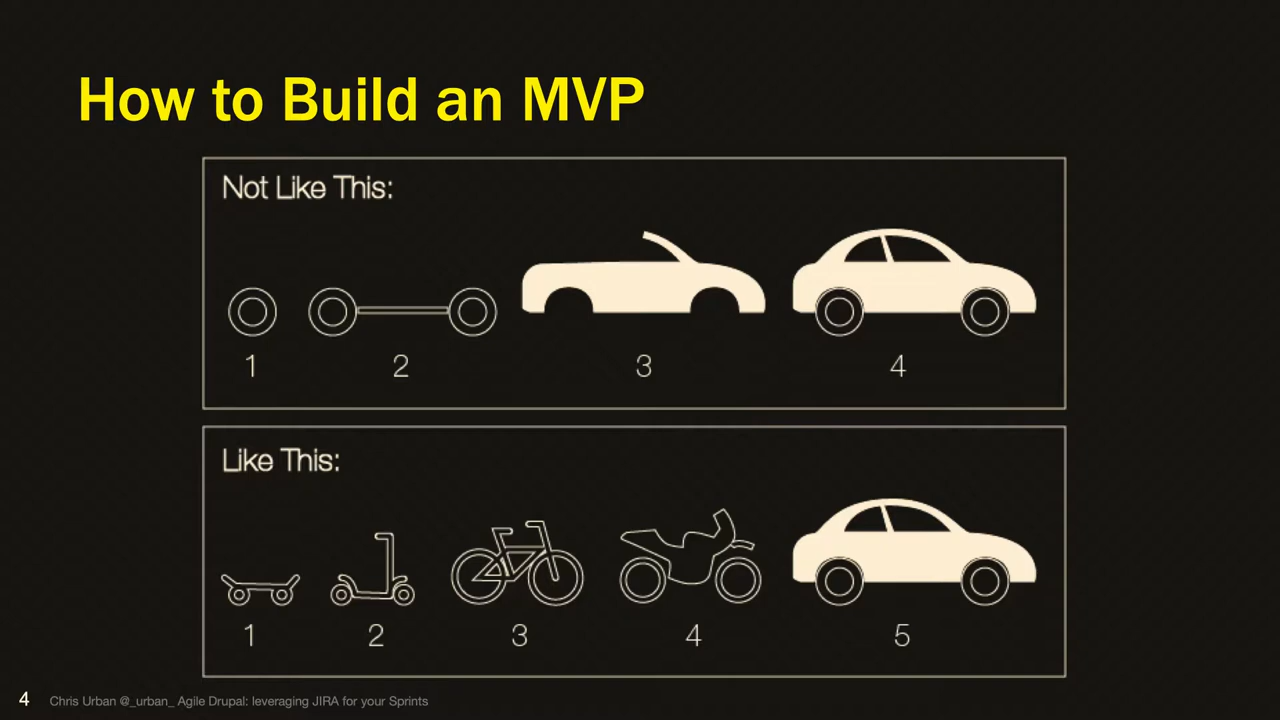 How to Build an MVP
Not Like This:
1 2 3 4
Like This:
1 2 3 4 5
4 Chris Urban @_urban_ Agile Drupal: leveraging JIRA for your Sprints